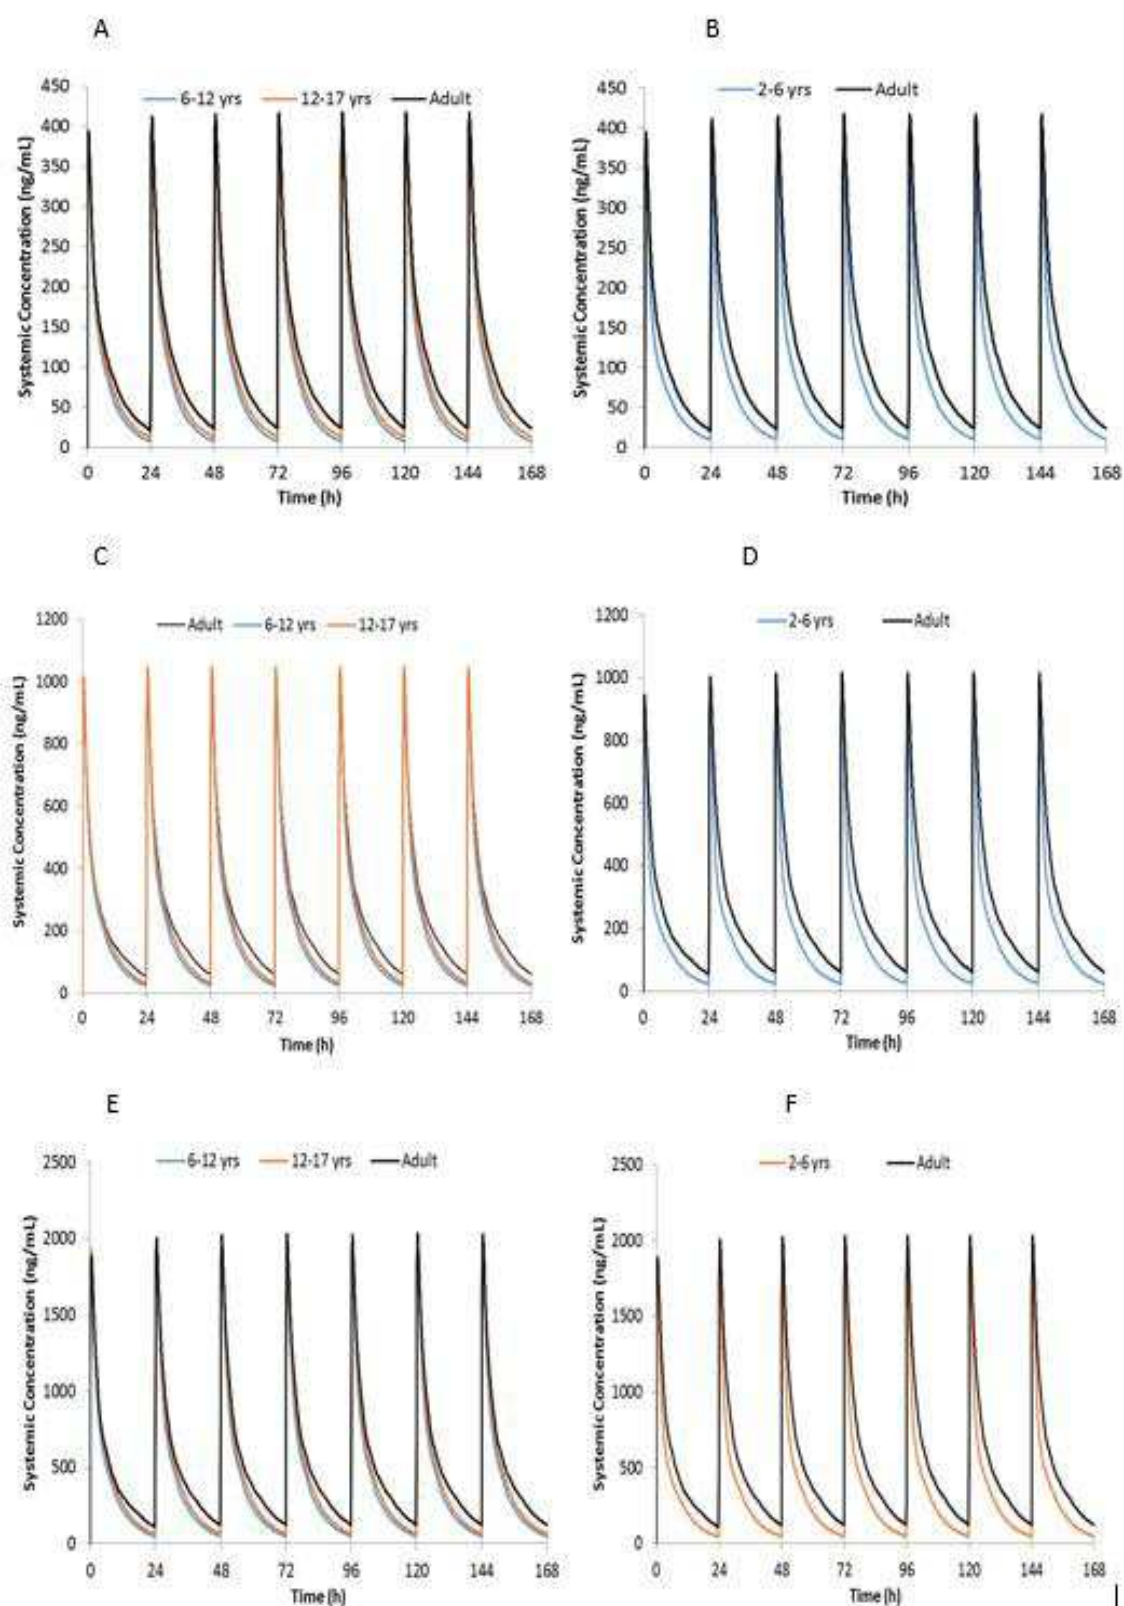 A
B
6-12 yrs 12-17 yrs Adult
2-6 yrs Adult
Systemic Concentration (ng/mL)
450
400
350
300
250
200
150
100
50
0
0 24 48 72 96 120 144 168
Time (h)
Systemic Concentration (ng/mL)
450
400
350
300
250
200
150
100
50
0
0 24 48 72 96 120 144 168
Time (h)
C
D
Adult 6-12 yrs 12-17 yrs
2-6 yrs Adult
Systemic Concentration (ng/mL)
1200
1000
800
600
400
200
0
0 24 48 72 96 120 144 168
Time (h)
Systemic Concentration (ng/mL)
1200
1000
800
600
400
200
0
0 24 48 72 96 120 144 168
Time (h)
E
F
6-12 yrs 12-17 yrs Adult
2-6 yrs Adult
Systemic Concentration (ng/mL)
2500
2000
1500
1000
500
0
0 24 48 72 96 120 144 168
Time (h)
Systemic Concentration (ng/mL)
2500
2000
1500
1000
500
0
0 24 48 72 96 120 144 168
Time (h)